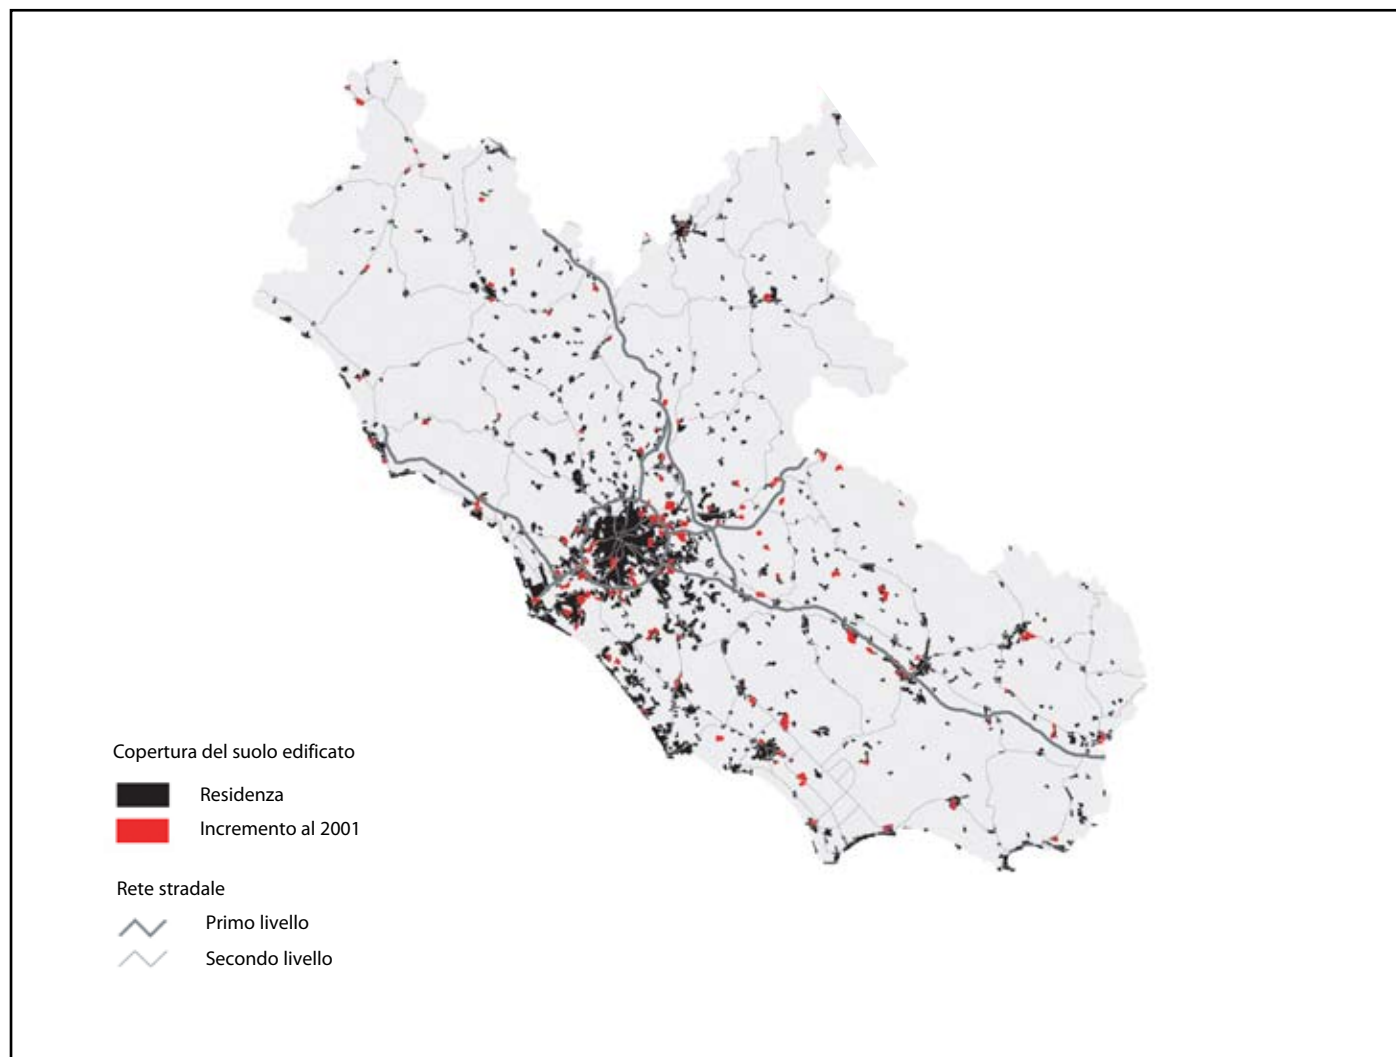 Copertura del suolo edificato
Residenza
Incremento al 2001
Rete stradale
Primo livello
Secondo livello